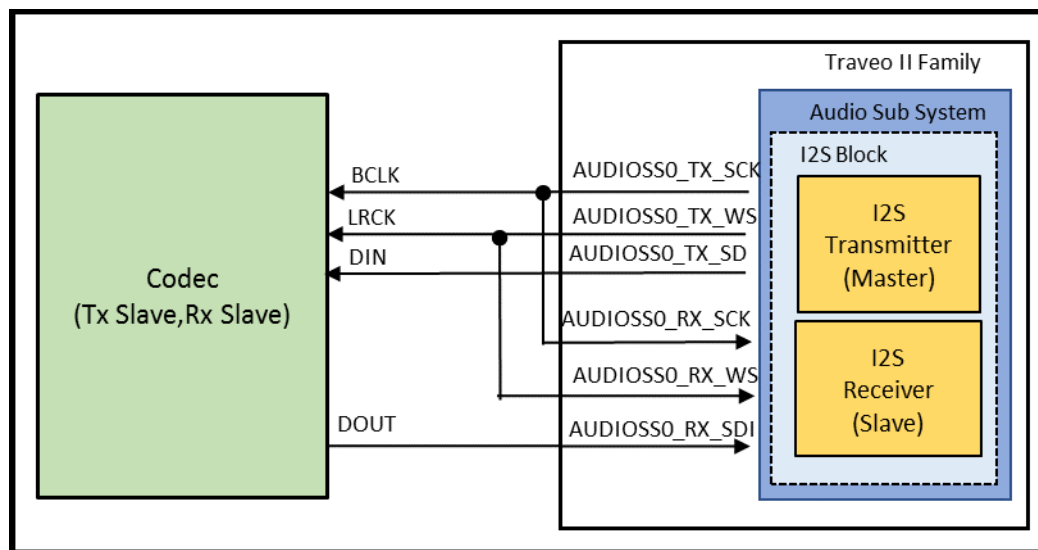 Traveo II Family
Audio Sub System
I2S Block
BCLK
AUDIOSS0_TX_SCK
LRCK
AUDIOSS0_TX_WS
DIN
AUDIOSS0_TX_SD
I2S
Transmitter
(Master)
Codec
(Tx Slave,Rx Slave)
AUDIOSS0_RX_SCK
AUDIOSS0_RX_WS
DOUT
AUDIOSS0_RX_SDI
I2S
Receiver
(Slave)